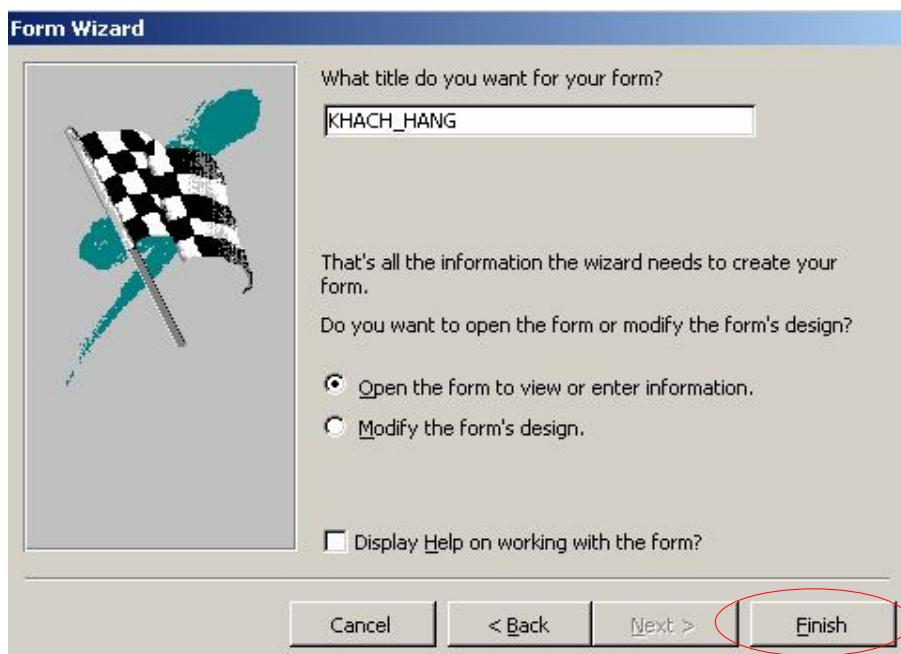 Form Wizard
What title do you want for your form?
KHACH_HANG
That's all the information the wizard needs to create your
form.
Do you want to open the form or modify the form's design?
Open the form to view or enter information.
Modify the form's design.
Display Help on working with the form?
Cancel
< Back
Next >
Finish